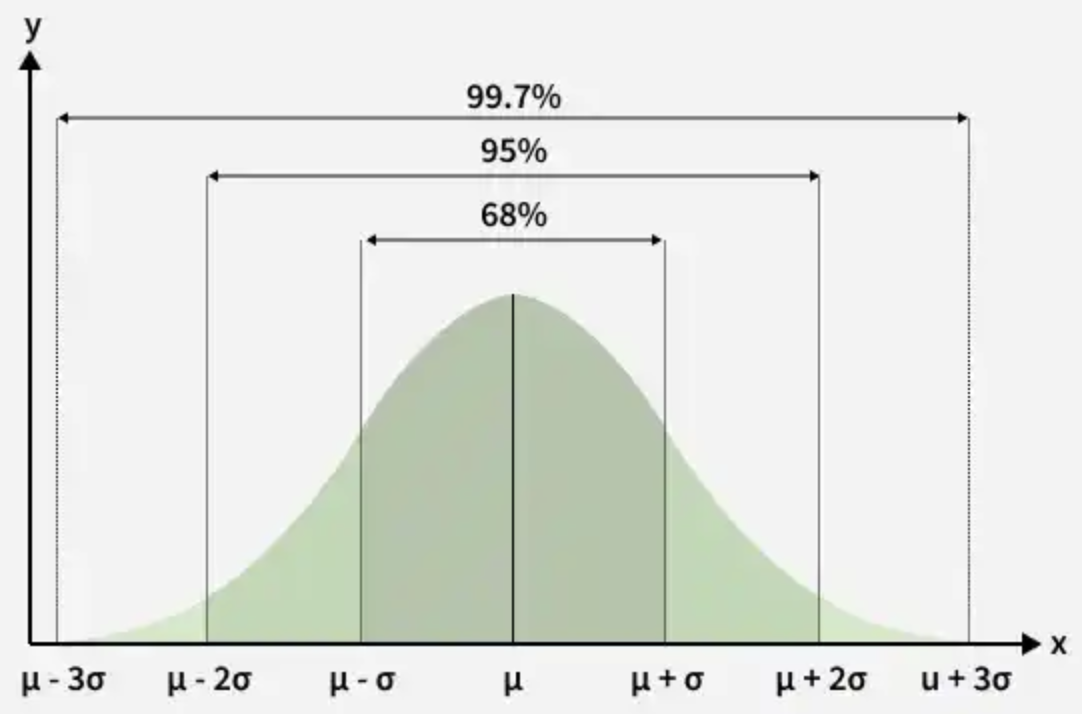 y
99.7%
95%
68%
x
μ - 3σ μ - 2σ μ - σ μ μ + σ μ + 2σ u + 3σ